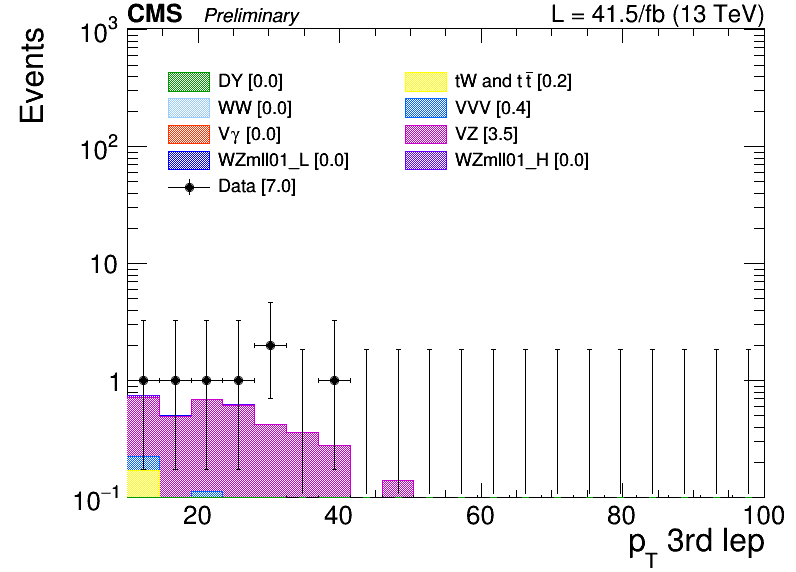 CMS Preliminary L = 41.5/fb (13 TeV)
Events
10³
10²
10
1
10⁻¹
DY [0.0]
tW and t t̅ [0.2]
WW [0.0]
VVV [0.4]
Vγ [0.0]
VZ [3.5]
WZmll01_L [0.0]
WZmll01_H [0.0]
Data [7.0]
20 40 60 80 100
p_T 3rd lep